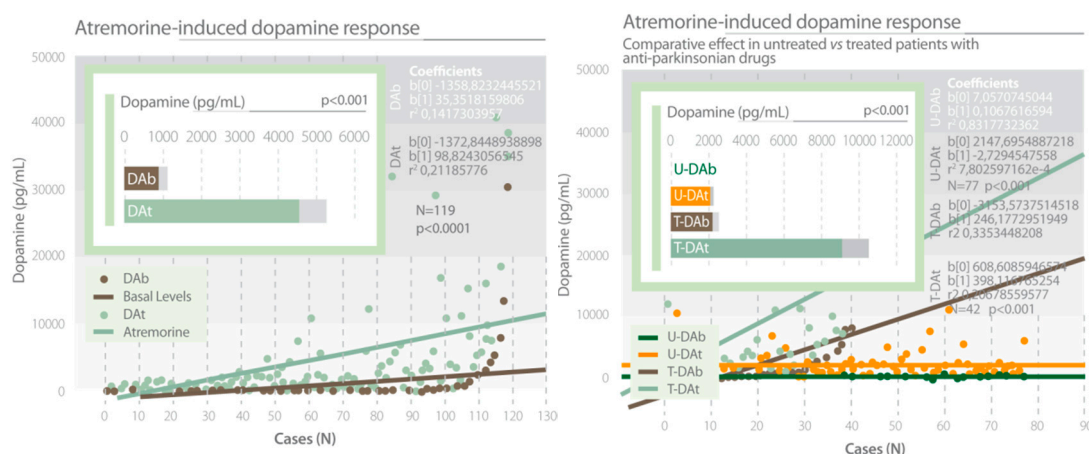 Atremorine-induced dopamine response
50000
40000
30000
20000
10000
0
Dopamine (pg/mL)
Dopamine (pg/mL) p<0.001
0 1000 2000 3000 4000 5000 6000
DAb
DAt
Coefficients
DAb
b[0] -1358,8232445521
b[1] 35,3518159806
r² 0,1417303957
DAt
b[0] -1372,8448938898
b[1] 98,8243056545
r² 0,21185776
N=119
p<0.0001
DAb
Basal Levels
DAt
Atremorine
0 10 20 30 40 50 60 70 80 90 100 110 120 130
Cases (N)
Atremorine-induced dopamine response
Comparative effect in untreated vs treated patients with
anti-parkinsonian drugs
50000
40000
30000
20000
10000
0
Dopamine (pg/mL)
Dopamine (pg/mL) p<0.001
0 2000 4000 6000 8000 10000 12000
U-DAb
U-DAt
T-DAb
T-DAt
Coefficients
U-DAb
b[0] 7,0570745044
b[1] 0,1067616594
r² 0,8317732362
U-DAt
b[0] 2147,6954887218
b[1] -2,7294547558
r² 7,802597162e-4
N=77 p<0.001
T-DAb
b[0] -3153,5737514518
b[1] 246,1772951949
r2 0,3353448208
T-DAt
b[1] 398,116765254
N=42 p<0.001
U-DAb
U-DAt
T-DAb
T-DAt
0 10 20 30 40 50 60 70 80 90
Cases (N)